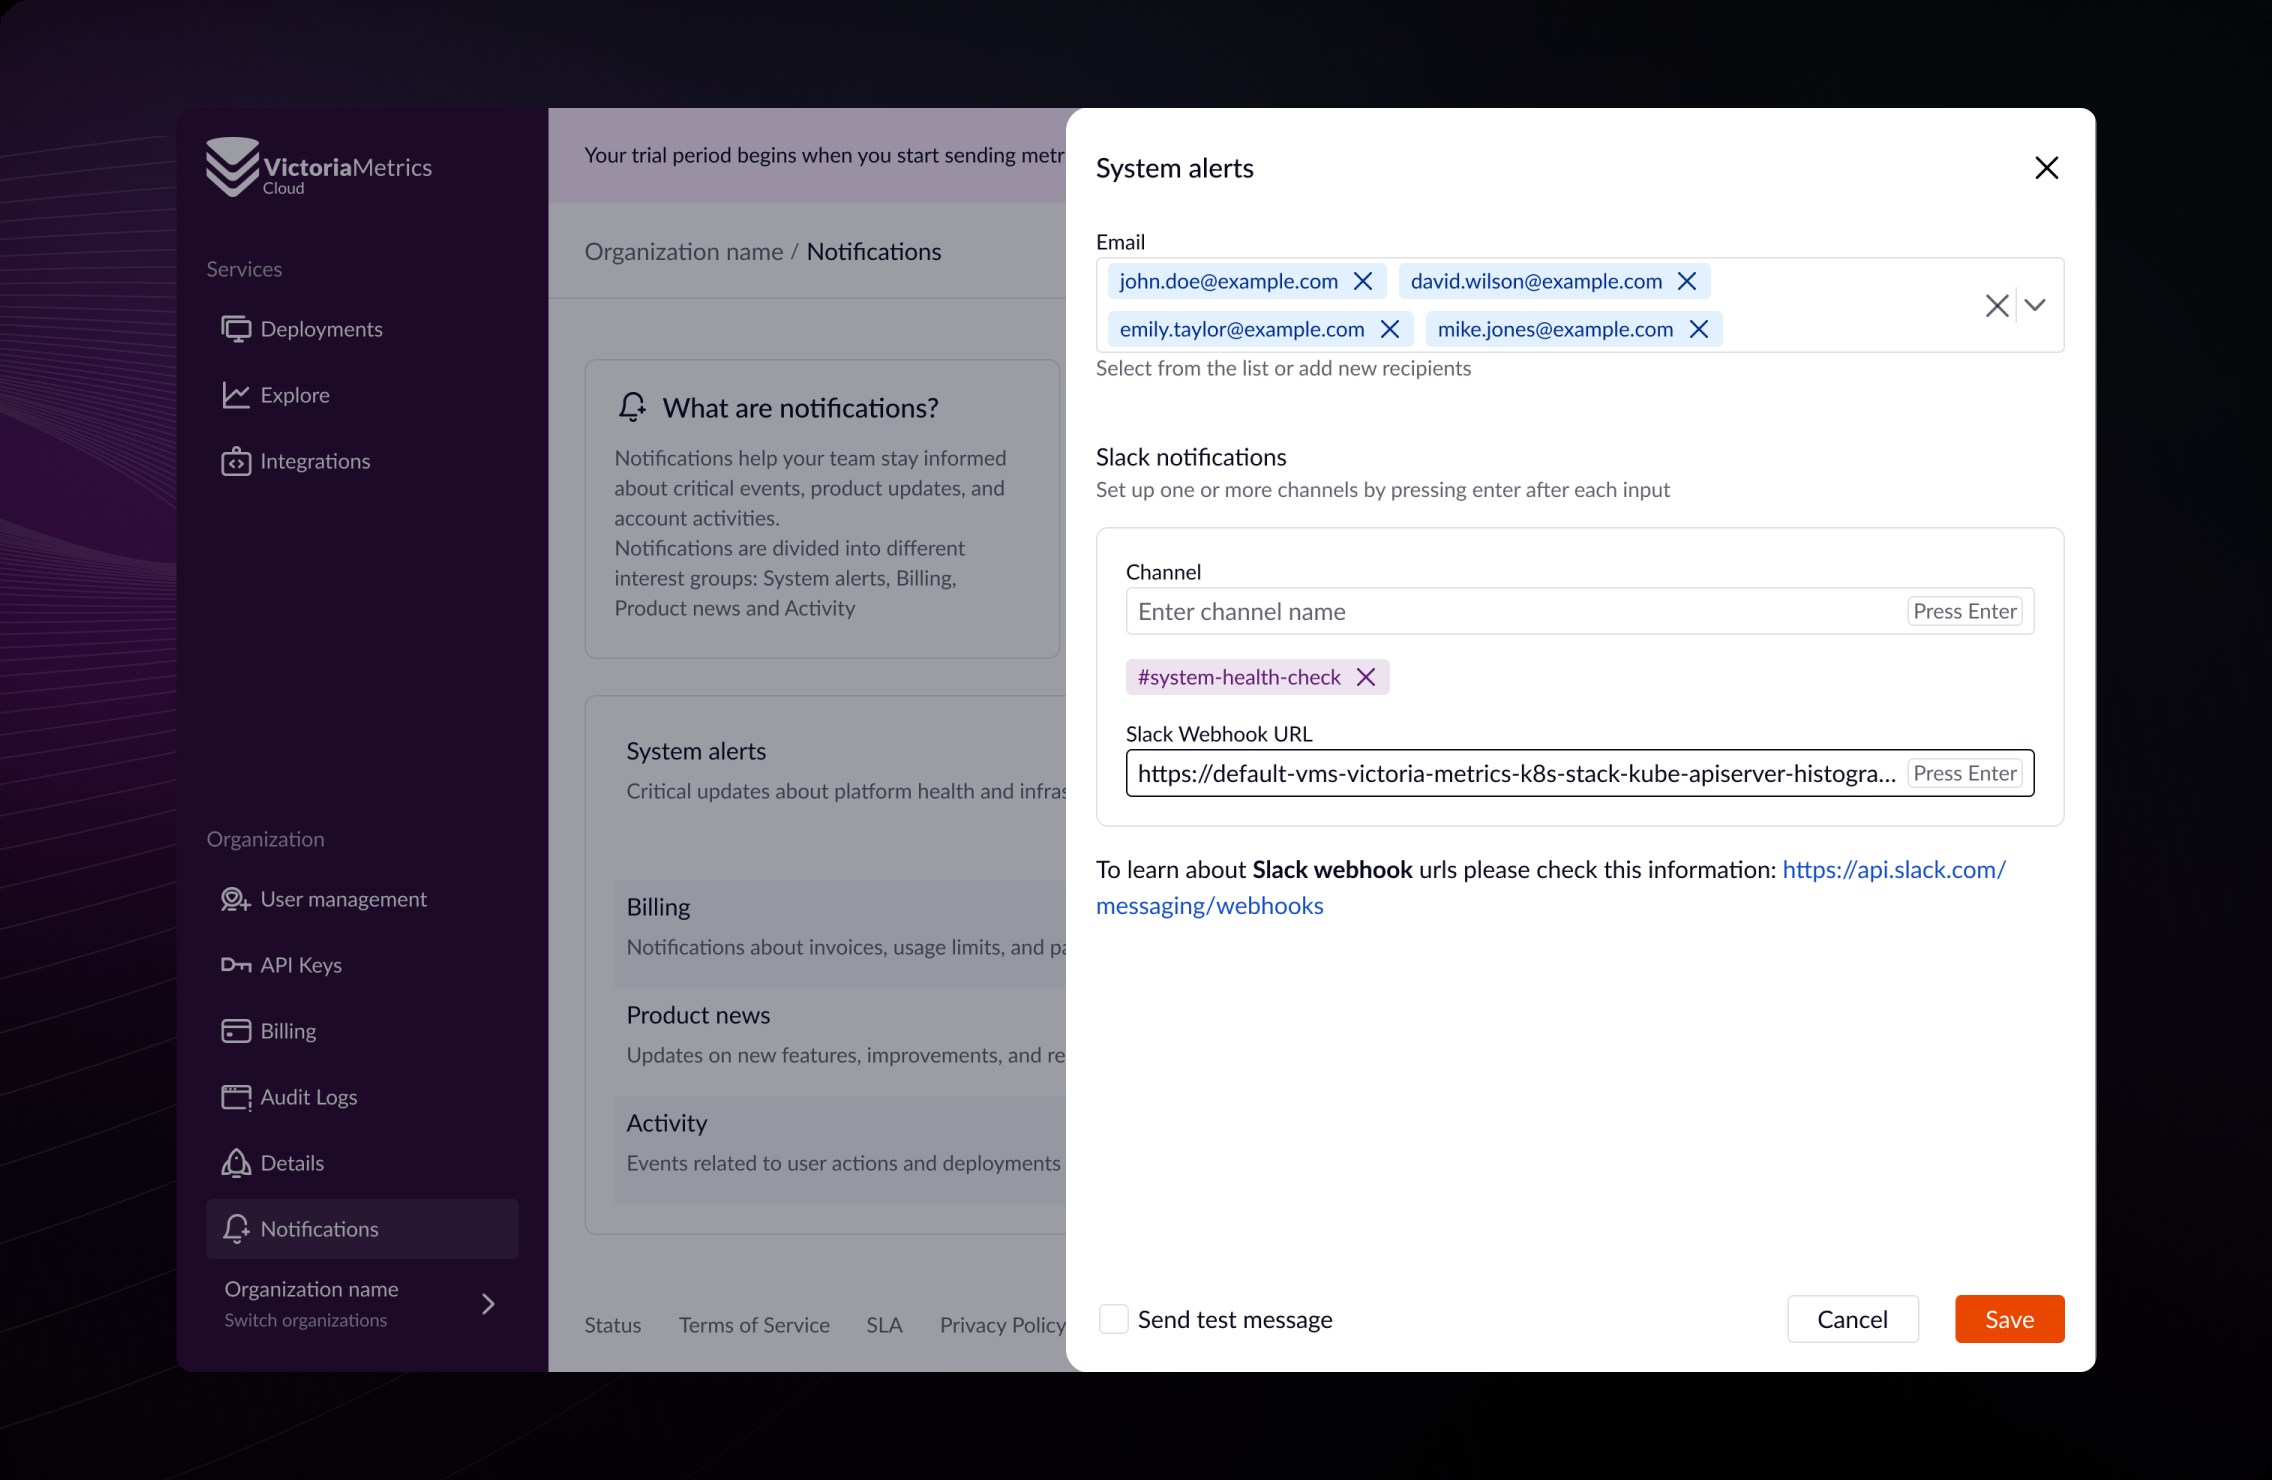 VictoriaMetrics
Cloud
Services
Deployments
Explore
Integrations
Organization
User management
API Keys
Billing
Audit Logs
Details
Notifications
Organization name
Switch organizations
Your trial period begins when you start sending metr
Organization name / Notifications
What are notifications?
Notifications help your team stay informed
about critical events, product updates, and
account activities.
Notifications are divided into different
interest groups: System alerts, Billing,
Product news and Activity
System alerts
Critical updates about platform health and infras
Billing
Notifications about invoices, usage limits, and pa
Product news
Updates on new features, improvements, and re
Activity
Events related to user actions and deployments
Status Terms of Service SLA Privacy Policy
System alerts
Email
john.doe@example.com david.wilson@example.com
emily.taylor@example.com mike.jones@example.com
Select from the list or add new recipients
Slack notifications
Set up one or more channels by pressing enter after each input
Channel
Enter channel name Press Enter
#system-health-check
Slack Webhook URL
https://default-vms-victoria-metrics-k8s-stack-kube-apiserver-histogra... Press Enter
To learn about Slack webhook urls please check this information: https://api.slack.com/
messaging/webhooks
Send test message Cancel Save